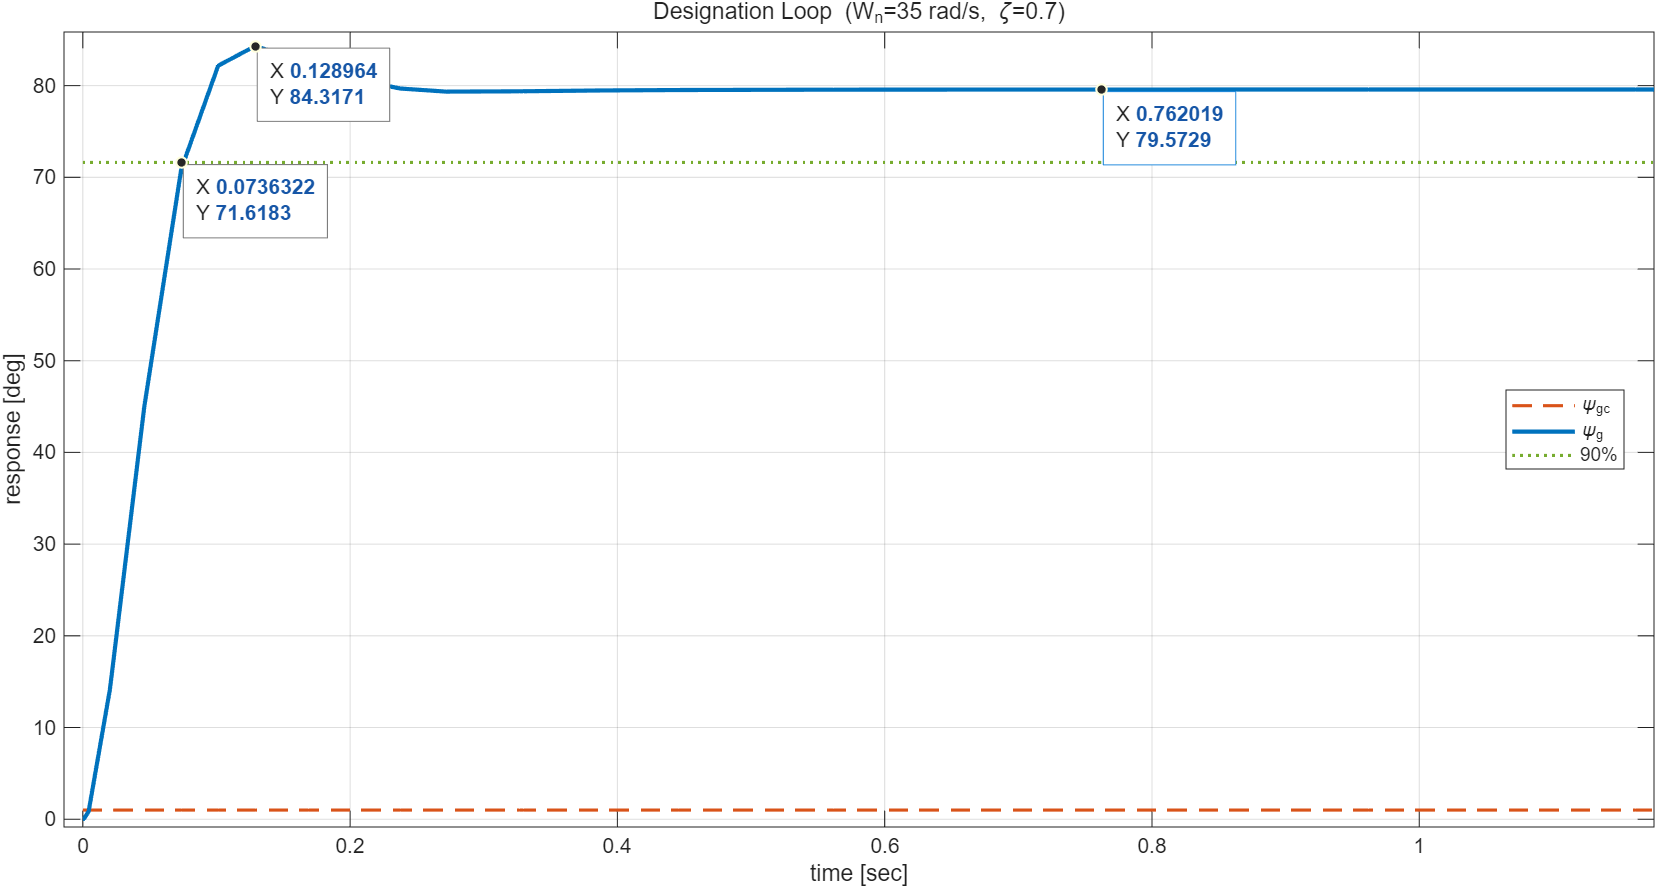 Designation Loop (Wn=35 rad/s, ζ=0.7)
X 0.128964
Y 84.3171
X 0.762019
Y 79.5729
X 0.0736322
Y 71.6183
80
70
60
50
40
30
20
10
0
response [deg]
ψgc
ψg
90%
0 0.2 0.4 0.6 0.8 1
time [sec]